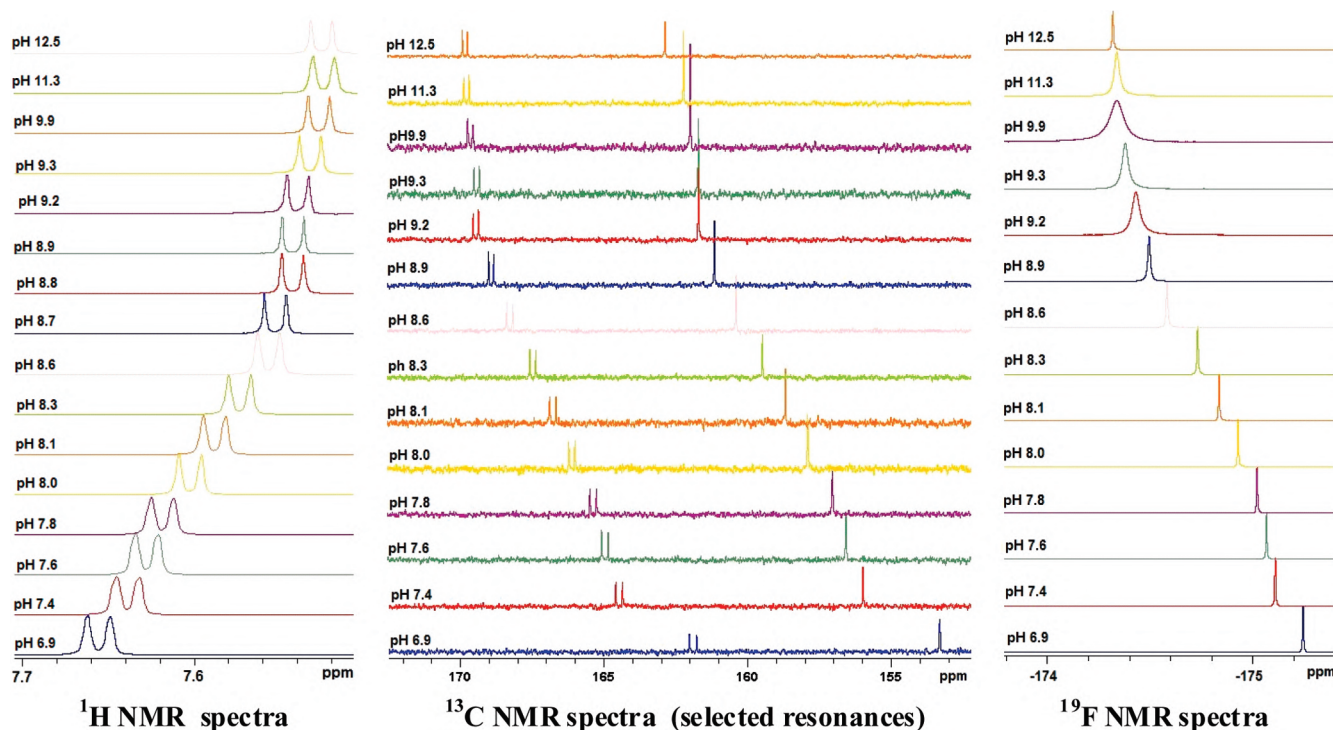 pH 12.5
pH 11.3
pH 9.9
pH 9.3
pH 9.2
pH 8.9
pH 8.8
pH 8.7
pH 8.6
pH 8.3
pH 8.1
pH 8.0
pH 7.8
pH 7.6
pH 7.4
pH 6.9
7.7 7.6 ppm
1H NMR spectra
pH 12.5
pH 11.3
pH9.9
pH9.3
pH 9.2
pH 8.9
pH 8.6
ph 8.3
pH 8.1
pH 8.0
pH 7.8
pH 7.6
pH 7.4
pH 6.9
170 165 160 155 ppm
13C NMR spectra (selected resonances)
pH 12.5
pH 11.3
pH 9.9
pH 9.3
pH 9.2
pH 8.9
pH 8.6
pH 8.3
pH 8.1
pH 8.0
pH 7.8
pH 7.6
pH 7.4
pH 6.9
-174 -176 ppm
19F NMR spectra